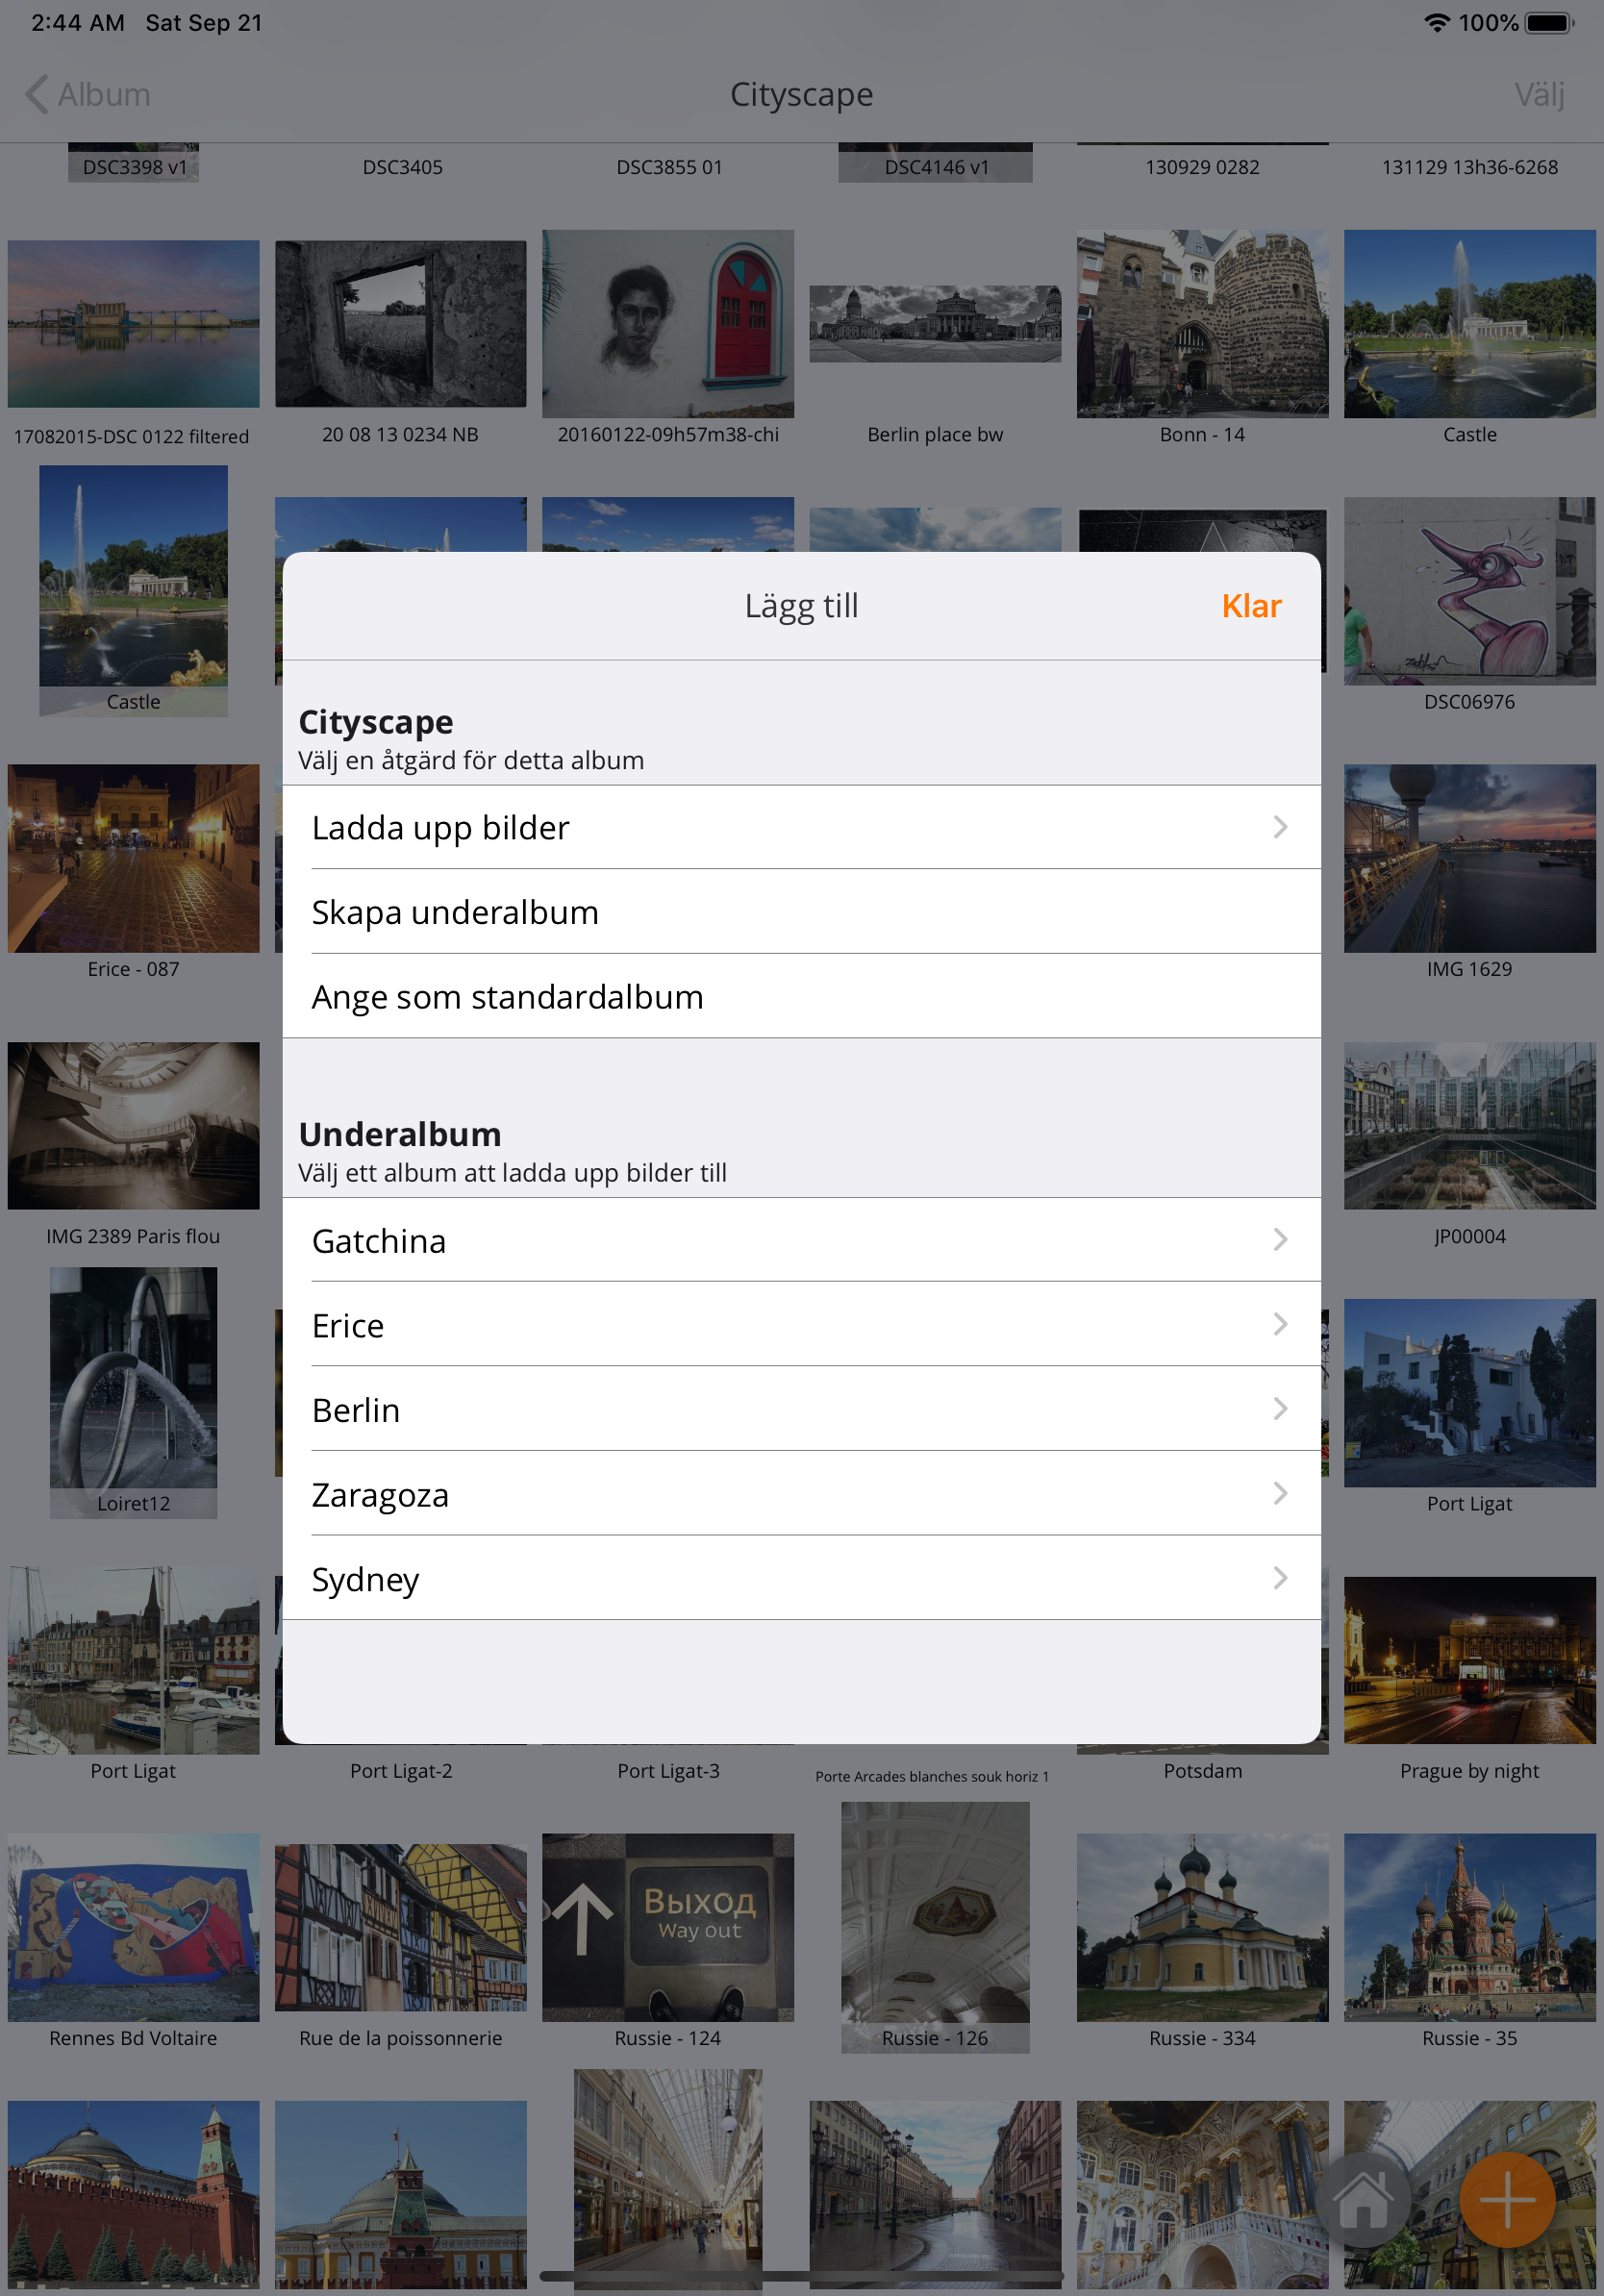 2:44 AM Sat Sep 21
100%
Album
Cityscape
Välj
DSC3398 v1
DSC3405
DSC3855 01
DSC4146 v1
130929 0282
131129 13h36-6268
17082015-DSC 0122 filtered
20 08 13 0234 NB
20160122-09h57m38-chi
Berlin place bw
Bonn - 14
Castle
Castle
DSC06976
Lägg till
Klar
Cityscape
Välj en åtgärd för detta album
Ladda upp bilder
Skapa underalbum
Ange som standardalbum
Erice - 087
IMG 1629
Underalbum
Välj ett album att ladda upp bilder till
Gatchina
Erice
Berlin
Zaragoza
Sydney
IMG 2389 Paris flou
JP00004
Loiret12
Port Ligat
Port Ligat
Port Ligat-2
Port Ligat-3
Porte Arcades blanches souk horiz 1
Potsdam
Prague by night
Выход
Way out
Rennes Bd Voltaire
Rue de la poissonnerie
Russie - 124
Russie - 126
Russie - 334
Russie - 35